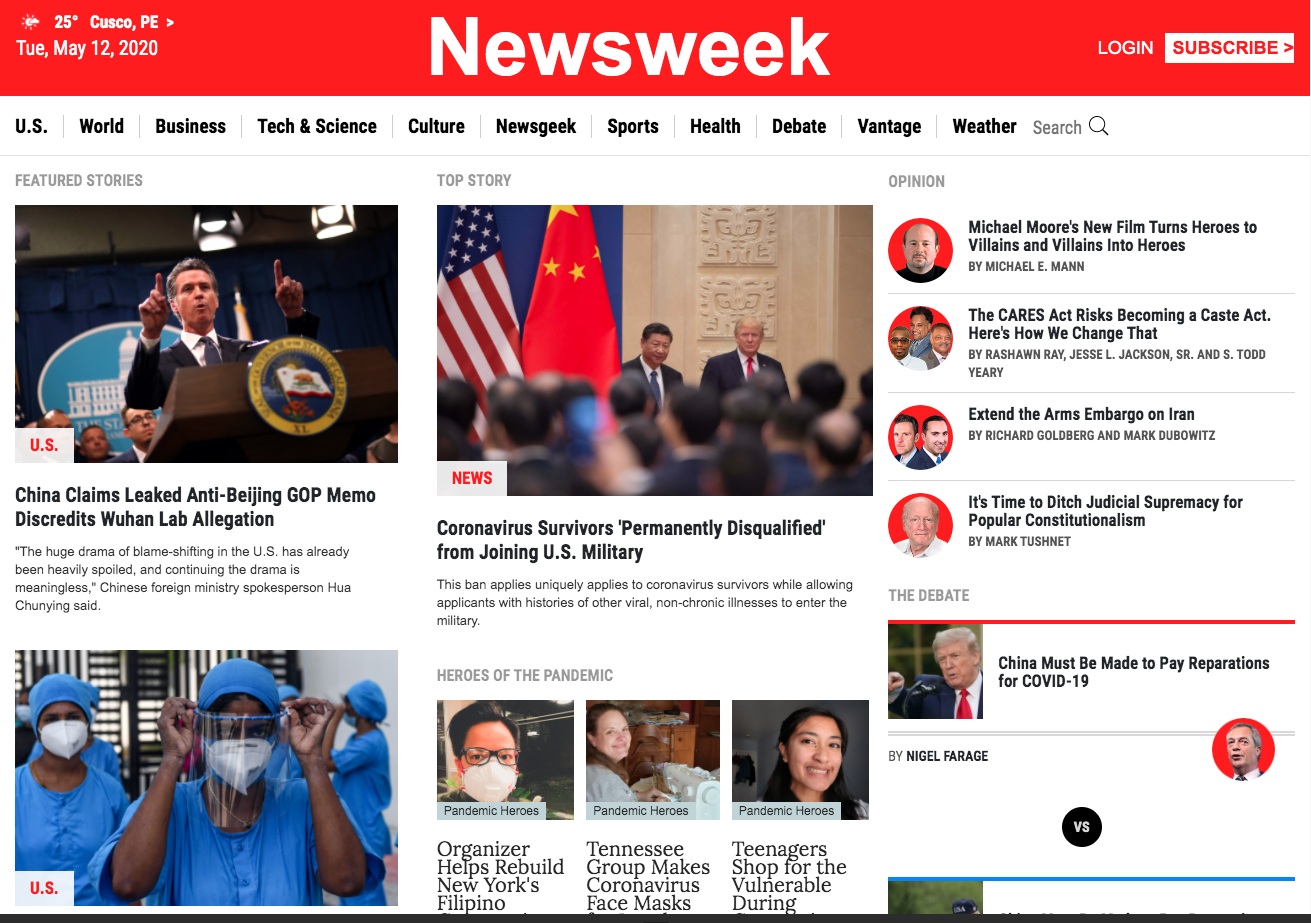 25° Cusco, PE >
Tue, May 12, 2020
Newsweek
LOGIN SUBSCRIBE >
U.S. World Business Tech & Science Culture Newsgeek Sports Health Debate Vantage Weather Search
FEATURED STORIES
U.S.
China Claims Leaked Anti-Beijing GOP Memo
Discredits Wuhan Lab Allegation
"The huge drama of blame-shifting in the U.S. has already
been heavily spoiled, and continuing the drama is
meaningless," Chinese foreign ministry spokesperson Hua
Chunying said.
U.S.
TOP STORY
NEWS
Coronavirus Survivors 'Permanently Disqualified'
from Joining U.S. Military
This ban applies uniquely applies to coronavirus survivors while allowing
applicants with histories of other viral, non-chronic illnesses to enter the
military.
HEROES OF THE PANDEMIC
Pandemic Heroes
Organizer
Helps Rebuild
New York's
Filipino
Pandemic Heroes
Tennessee
Group Makes
Coronavirus
Face Masks
Pandemic Heroes
Teenagers
Shop for the
Vulnerable
During
OPINION
Michael Moore's New Film Turns Heroes to
Villains and Villains Into Heroes
BY MICHAEL E. MANN
The CARES Act Risks Becoming a Caste Act.
Here's How We Change That
BY RASHAWN RAY, JESSE L. JACKSON, SR. AND S. TODD
YEARY
Extend the Arms Embargo on Iran
BY RICHARD GOLDBERG AND MARK DUBOWITZ
It's Time to Ditch Judicial Supremacy for
Popular Constitutionalism
BY MARK TUSHNET
THE DEBATE
China Must Be Made to Pay Reparations
for COVID-19
BY NIGEL FARAGE
VS
USA